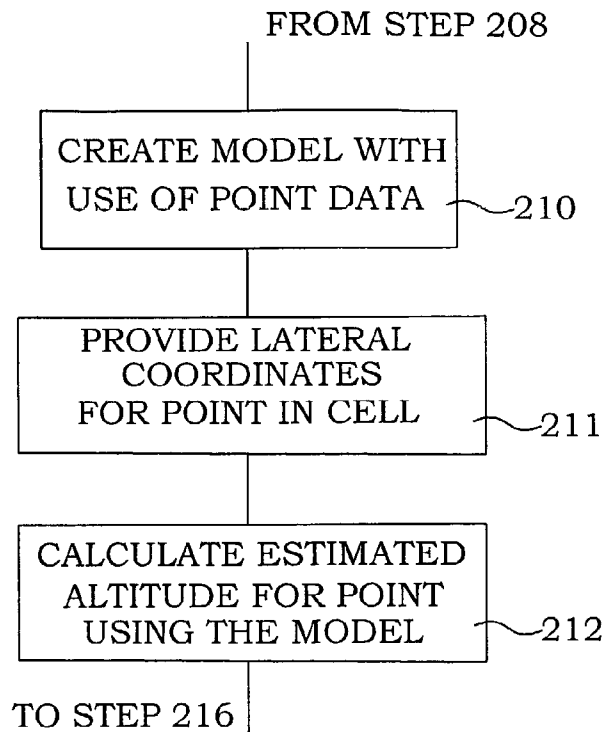 FROM STEP 208
CREATE MODEL WITH
USE OF POINT DATA
210
PROVIDE LATERAL
COORDINATES
FOR POINT IN CELL
211
CALCULATE ESTIMATED
ALTITUDE FOR POINT
USING THE MODEL
212
TO STEP 216